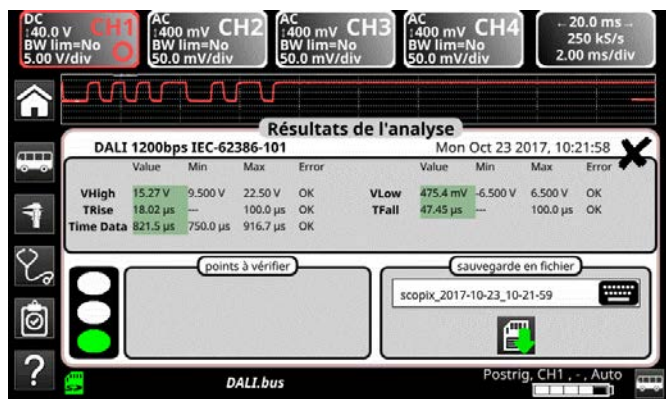 DC
↕40.0 V CH1
BW lim=No
5.00 V/div
AC
↕400 mV CH2
BW lim=No
50.0 mV/div
AC
↕400 mV CH3
BW lim=No
50.0 mV/div
AC
↕400 mV CH4
BW lim=No
50.0 mV/div
←20.0 ms→
250 kS/s
2.00 ms/div
Résultats de l'analyse
DALI 1200bps IEC-62386-101 Mon Oct 23 2017, 10:21:58
Value Min Max Error Value Min Max Error
VHigh 15.27 V 9.500 V 22.50 V OK VLow 475.4 mV -6.500 V 6.500 V OK
TRise 18.02 µs --- 100.0 µs OK TFall 47.45 µs --- 100.0 µs OK
Time Data 821.5 µs 750.0 µs 916.7 µs OK
points à vérifier
sauvegarde en fichier
scopix_2017-10-23_10-21-59
?
DALI.bus
Postrig, CH1 , - , Auto